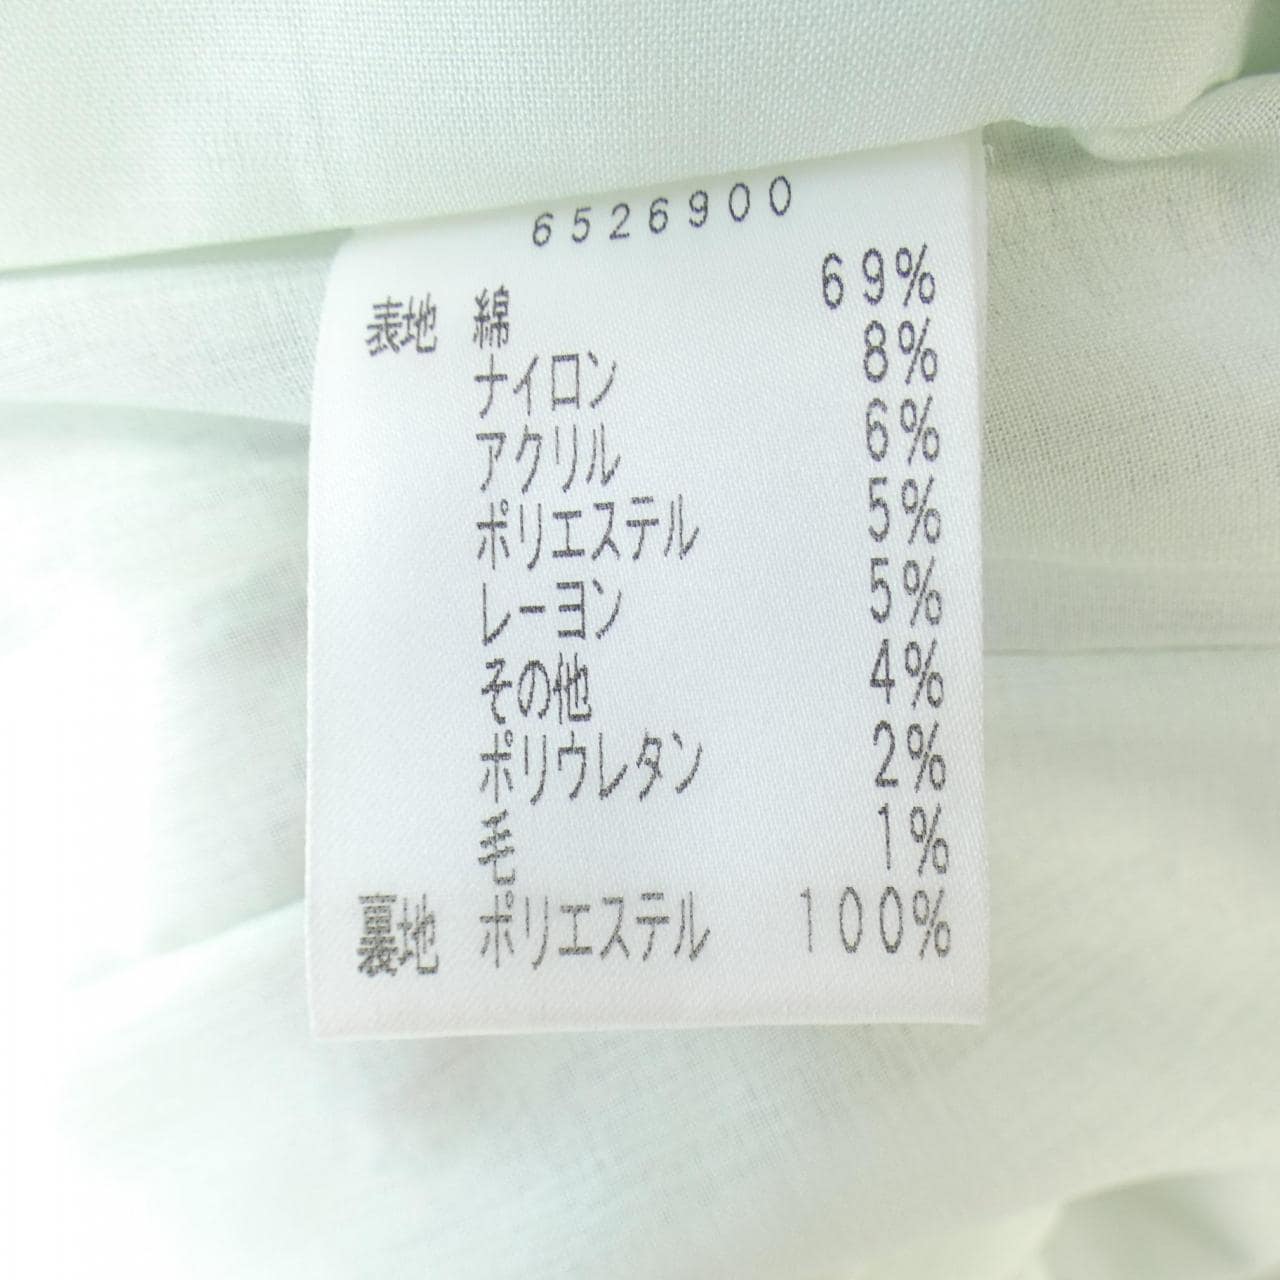 6526900
表地 綿 69%
ナイロン 8%
アクリル 6%
ポリエステル 5%
レーヨン 5%
その他 4%
ポリウレタン 2%
毛 1%
裏地 ポリエステル 100%